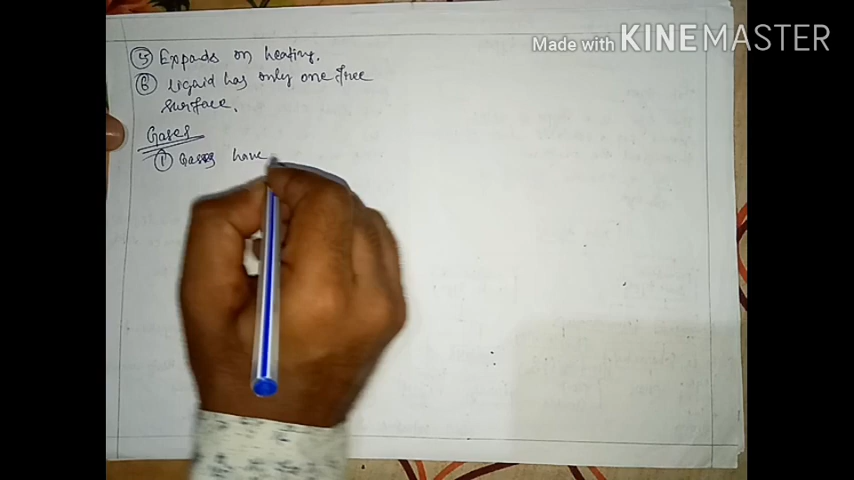 Made with KINEMASTER
⑤ Expands on heating.
⑥ Liquid has only one free
surface.
Gases
① Gases have